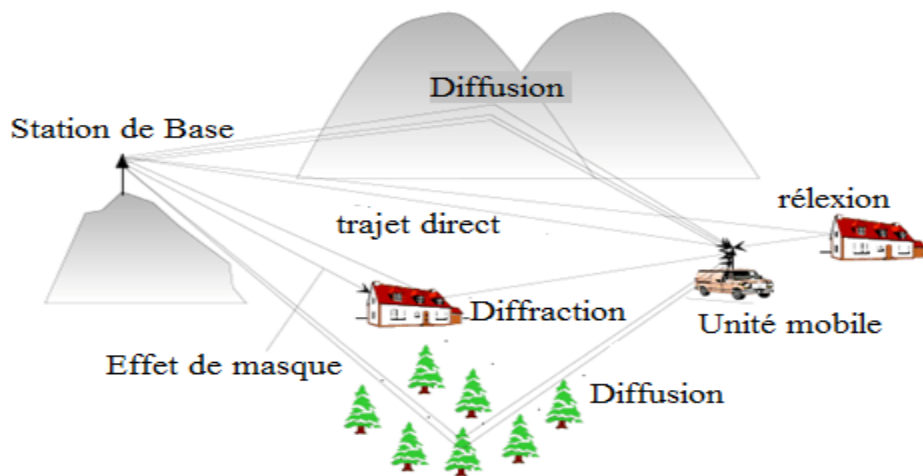 Diffusion
Station de Base
rélexion
trajet direct
Diffraction
Unité mobile
Effet de masque
Diffusion